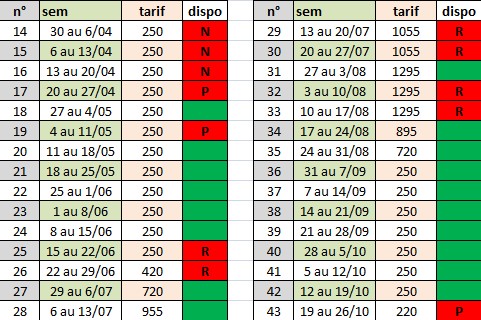 n° sem tarif dispo
14 30 au 6/04 250 N
15 6 au 13/04 250 N
16 13 au 20/04 250 N
17 20 au 27/04 250 P
18 27 au 4/05 250
19 4 au 11/05 250 P
20 11 au 18/05 250
21 18 au 25/05 250
22 25 au 1/06 250
23 1 au 8/06 250
24 8 au 15/06 250
25 15 au 22/06 250 R
26 22 au 29/06 420 R
27 29 au 6/07 720
28 6 au 13/07 955
n° sem tarif dispo
29 13 au 20/07 1055 R
30 20 au 27/07 1055 R
31 27 au 3/08 1295
32 3 au 10/08 1295 R
33 10 au 17/08 1295 R
34 17 au 24/08 895
35 24 au 31/08 720
36 31 au 7/09 250
37 7 au 14/09 250
38 14 au 21/09 250
39 21 au 28/09 250
40 28 au 5/10 250
41 5 au 12/10 250
42 12 au 19/10 250
43 19 au 26/10 220 P